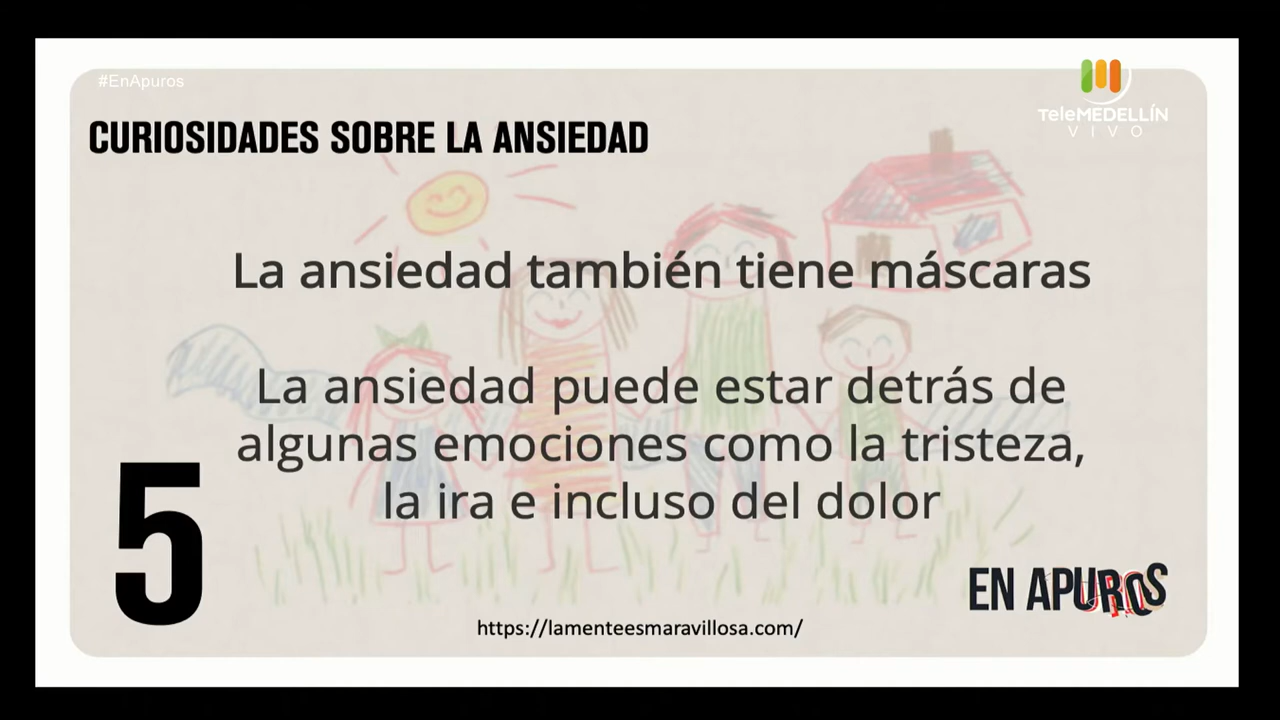 #EnApuros
TeleMEDELLÍN
VIVO
CURIOSIDADES SOBRE LA ANSIEDAD
La ansiedad también tiene máscaras
La ansiedad puede estar detrás de
algunas emociones como la tristeza,
la ira e incluso del dolor
5
EN APUROS
https://lamenteesmaravillosa.com/